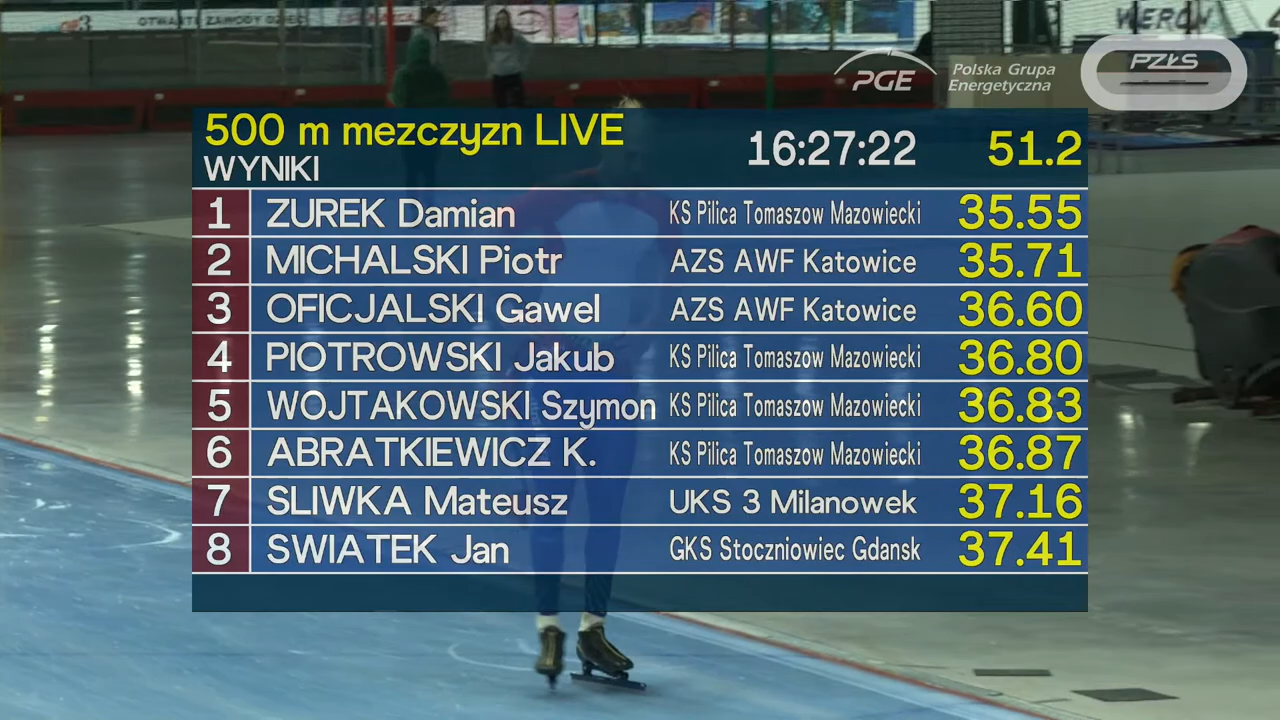 OTWARTE ZAWODY DZIECI
WERON
PGE Polska Grupa
Energetyczna
PZŁS
500 m mezczyzn LIVE 16:27:22 51.2
WYNIKI
1 ZUREK Damian KS Pilica Tomaszow Mazowiecki 35.55
2 MICHALSKI Piotr AZS AWF Katowice 35.71
3 OFICJALSKI Gawel AZS AWF Katowice 36.60
4 PIOTROWSKI Jakub KS Pilica Tomaszow Mazowiecki 36.80
5 WOJTAKOWSKI Szymon KS Pilica Tomaszow Mazowiecki 36.83
6 ABRATKIEWICZ K. KS Pilica Tomaszow Mazowiecki 36.87
7 SLIWKA Mateusz UKS 3 Milanowek 37.16
8 SWIATEK Jan GKS Stoczniowiec Gdansk 37.41